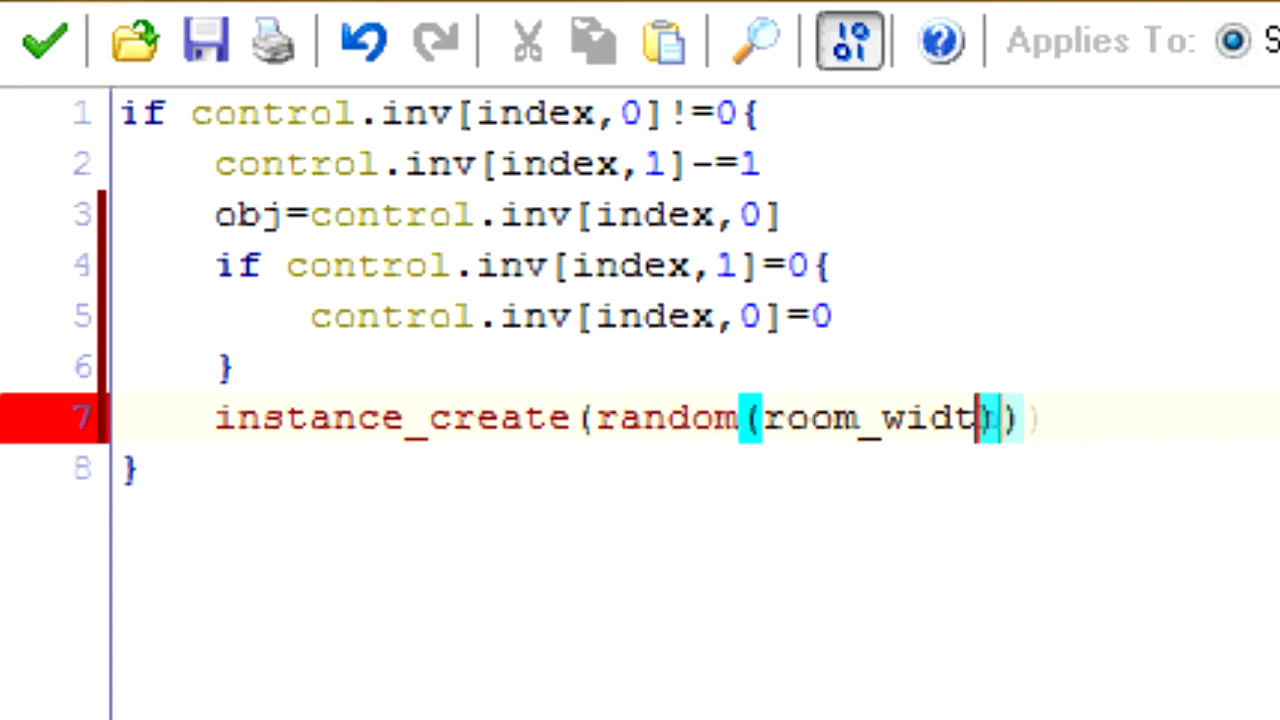 Applies To: S
1 if control.inv[index,0]!=0{
2 control.inv[index,1]-=1
3 obj=control.inv[index,0]
4 if control.inv[index,1]=0{
5 control.inv[index,0]=0
6 }
7 instance_create(random(room_widt))
8 }